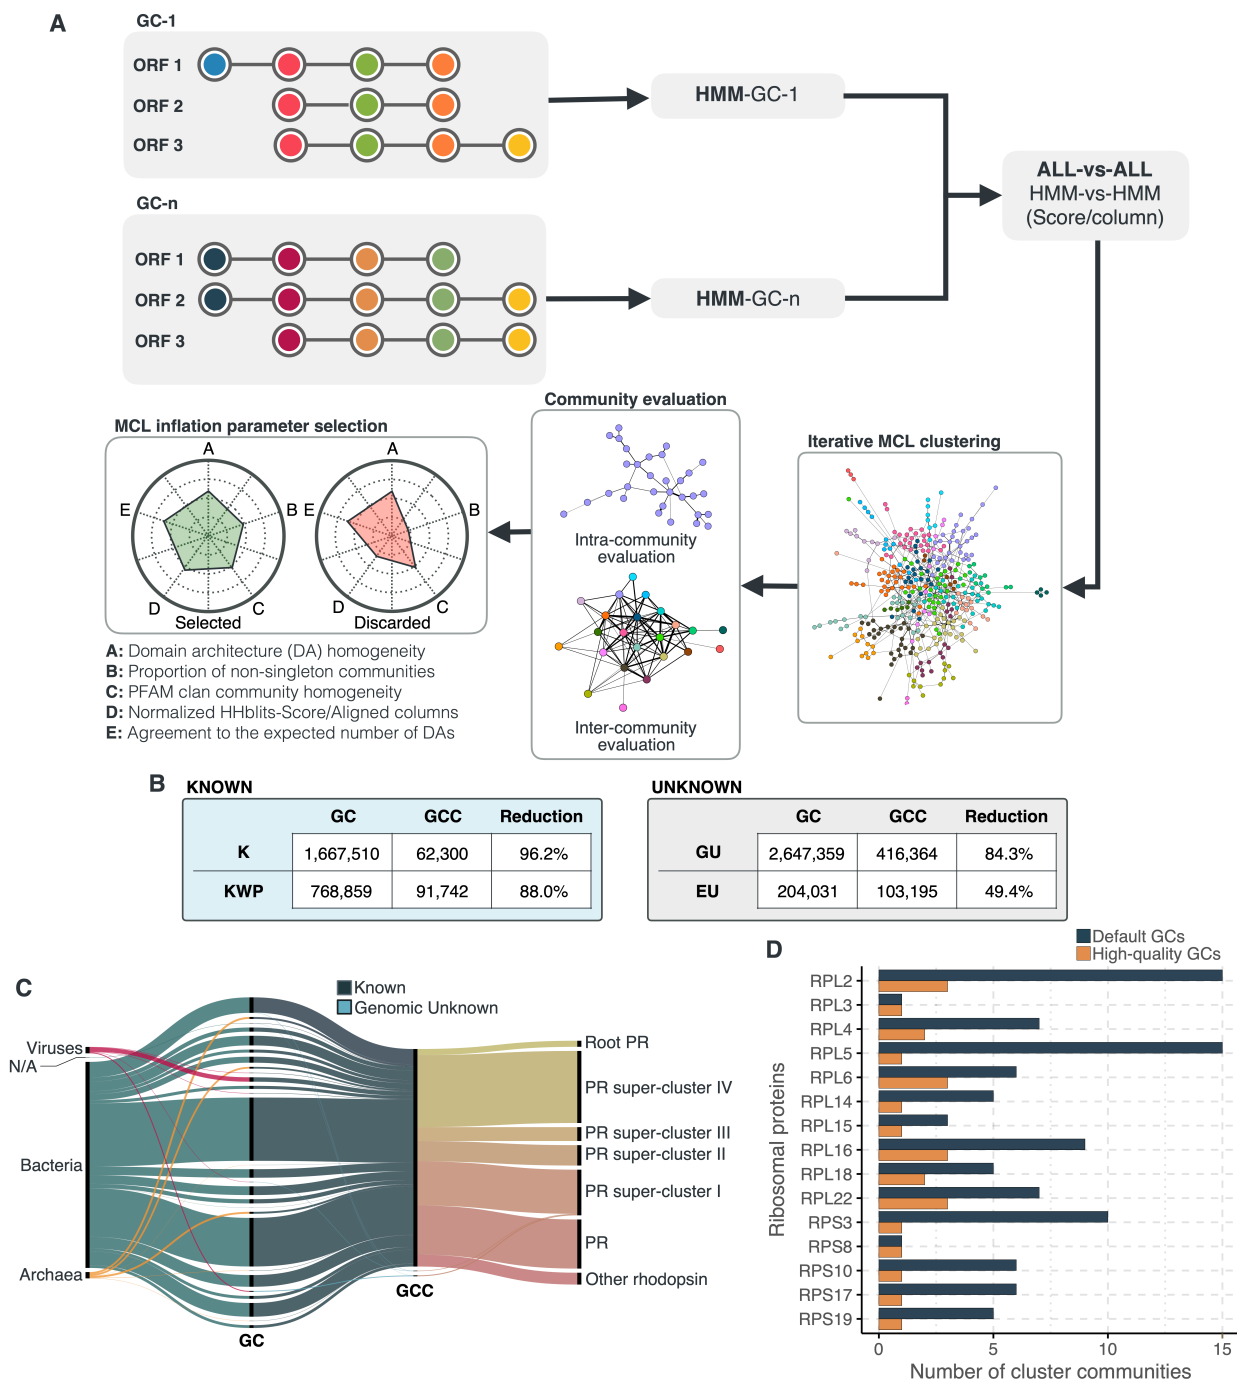 A
GC-1
ORF 1
ORF 2
ORF 3
HMM-GC-1
GC-n
ORF 1
ORF 2
ORF 3
HMM-GC-n
ALL-vs-ALL
HMM-vs-HMM
(Score/column)
MCL inflation parameter selection
A
B
C
D
E
Selected
A
B
C
D
E
Discarded
A: Domain architecture (DA) homogeneity
B: Proportion of non-singleton communities
C: PFAM clan community homogeneity
D: Normalized HHblits-Score/Aligned columns
E: Agreement to the expected number of DAs
Community evaluation
Intra-community
evaluation
Inter-community
evaluation
Iterative MCL clustering
B
KNOWN
GC GCC Reduction
K 1,667,510 62,300 96.2%
KWP 768,859 91,742 88.0%
UNKNOWN
GC GCC Reduction
GU 2,647,359 416,364 84.3%
EU 204,031 103,195 49.4%
C
Known
Genomic Unknown
Viruses
N/A
Bacteria
Archaea
GC
GCC
Root PR
PR super-cluster IV
PR super-cluster III
PR super-cluster II
PR super-cluster I
PR
Other rhodopsin
D
Default GCs
High-quality GCs
Ribosomal proteins
RPL2
RPL3
RPL4
RPL5
RPL6
RPL14
RPL15
RPL16
RPL18
RPL22
RPS3
RPS8
RPS10
RPS17
RPS19
0 5 10 15
Number of cluster communities